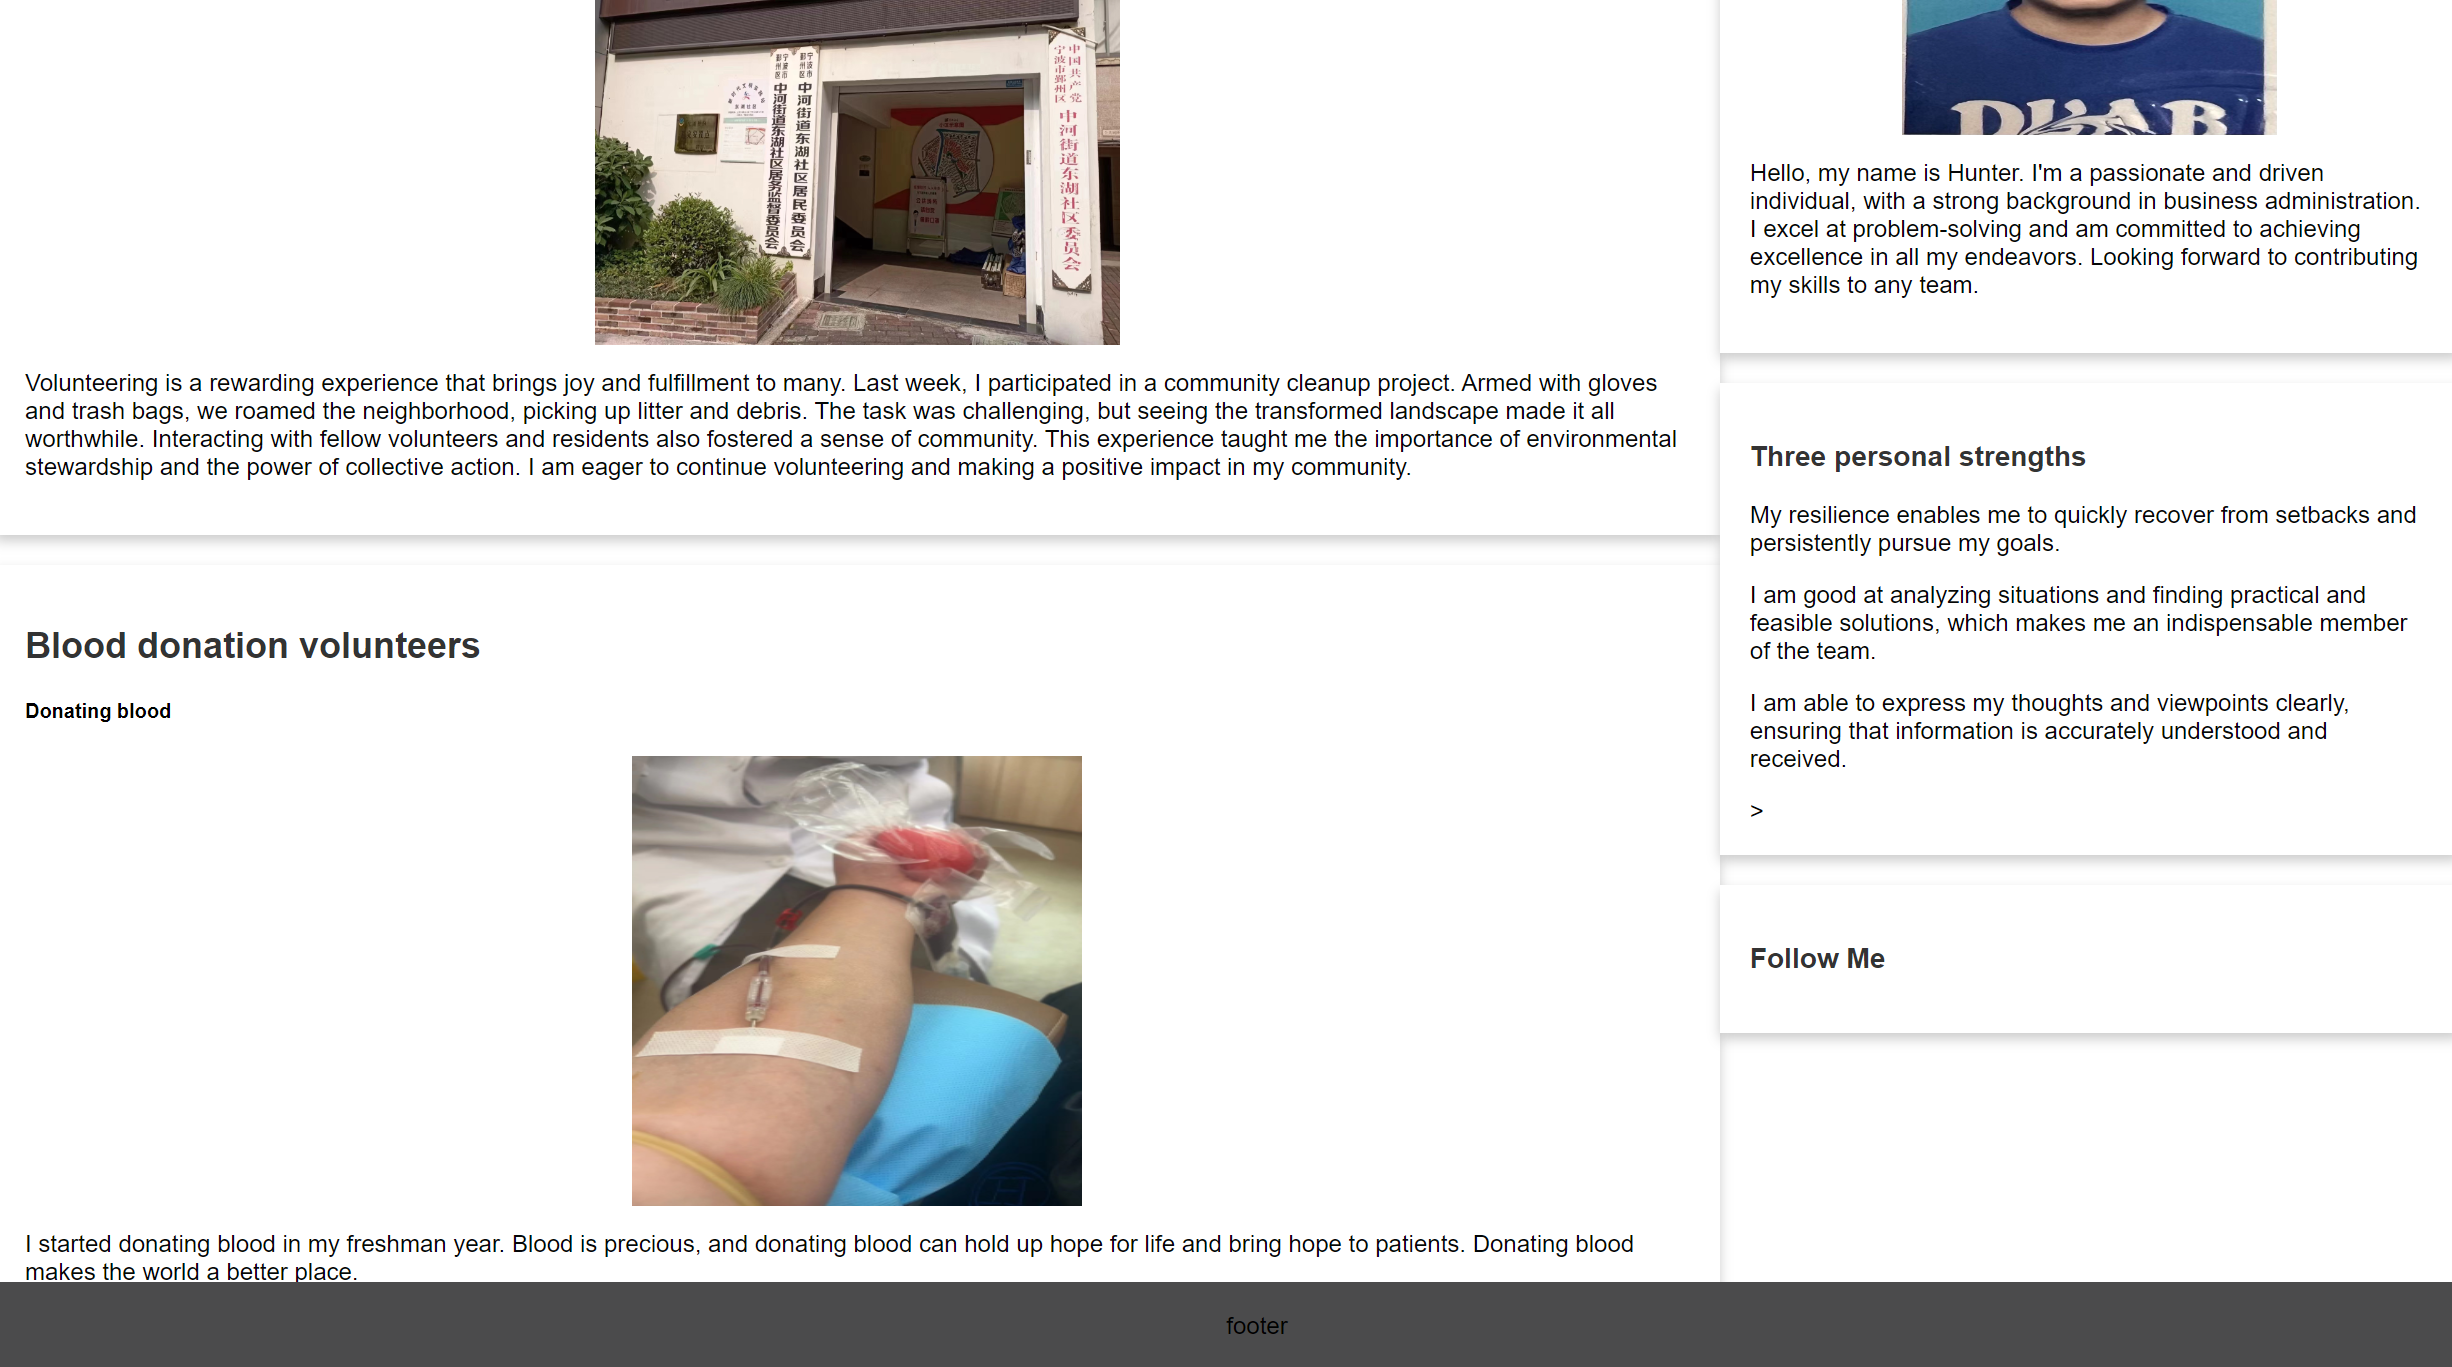 宁波市鄞州区 中河街道东湖社区居务监督委员会
宁波市鄞州区 中河街道东湖社区居民委员会
中国共产党宁波市鄞州区
中河街道东湖社区委员会
Volunteering is a rewarding experience that brings joy and fulfillment to many. Last week, I participated in a community cleanup project. Armed with gloves
and trash bags, we roamed the neighborhood, picking up litter and debris. The task was challenging, but seeing the transformed landscape made it all
worthwhile. Interacting with fellow volunteers and residents also fostered a sense of community. This experience taught me the importance of environmental
stewardship and the power of collective action. I am eager to continue volunteering and making a positive impact in my community.
Blood donation volunteers
Donating blood
I started donating blood in my freshman year. Blood is precious, and donating blood can hold up hope for life and bring hope to patients. Donating blood
makes the world a better place.
Hello, my name is Hunter. I'm a passionate and driven
individual, with a strong background in business administration.
I excel at problem-solving and am committed to achieving
excellence in all my endeavors. Looking forward to contributing
my skills to any team.
Three personal strengths
My resilience enables me to quickly recover from setbacks and
persistently pursue my goals.
I am good at analyzing situations and finding practical and
feasible solutions, which makes me an indispensable member
of the team.
I am able to express my thoughts and viewpoints clearly,
ensuring that information is accurately understood and
received.
>
Follow Me
footer